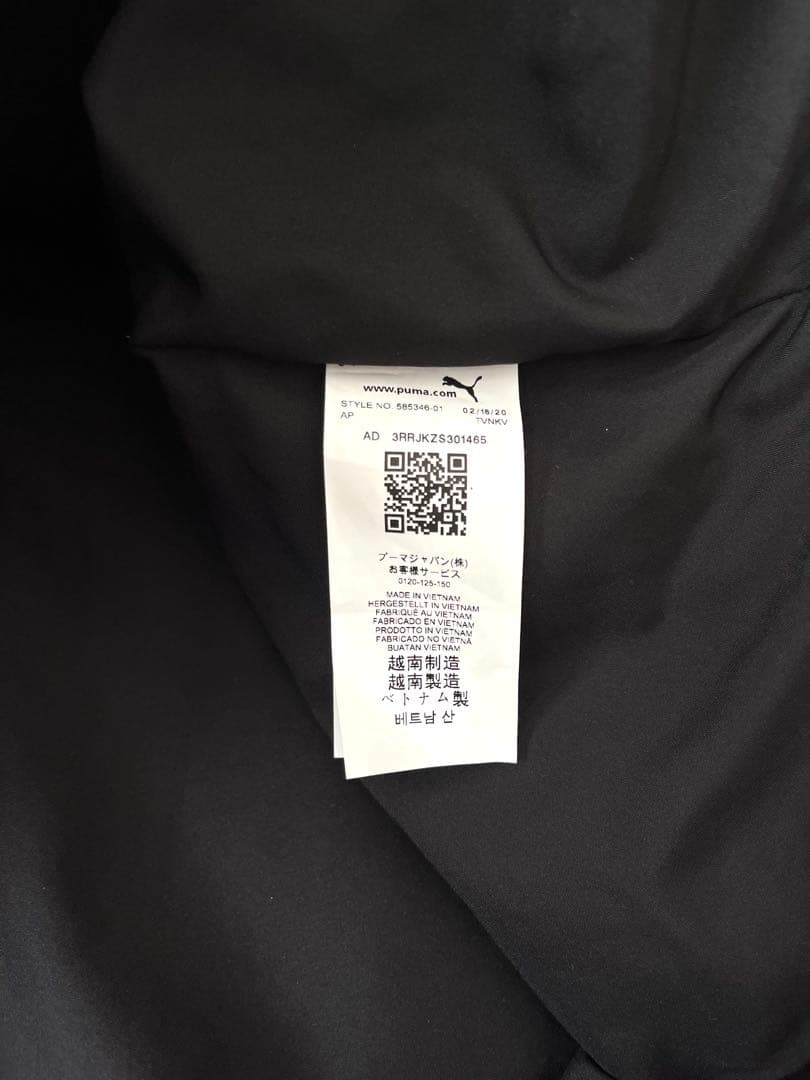 www.puma.com
STYLE NO. 585346-01 02/18/20
AP TVNKV
AD 3RRJKZS301465
プーマジャパン(株)
お客様サービス
0120-125-150
MADE IN VIETNAM
HERGESTELLT IN VIETNAM
FABRIQUÉ AU VIETNAM
FABRICADO EN VIETNAM
PRODOTTO IN VIETNAM
FABRICADO NO VIETNÃ
BUATAN VIETNAM
越南制造
越南製造
ベトナム製
베트남 산